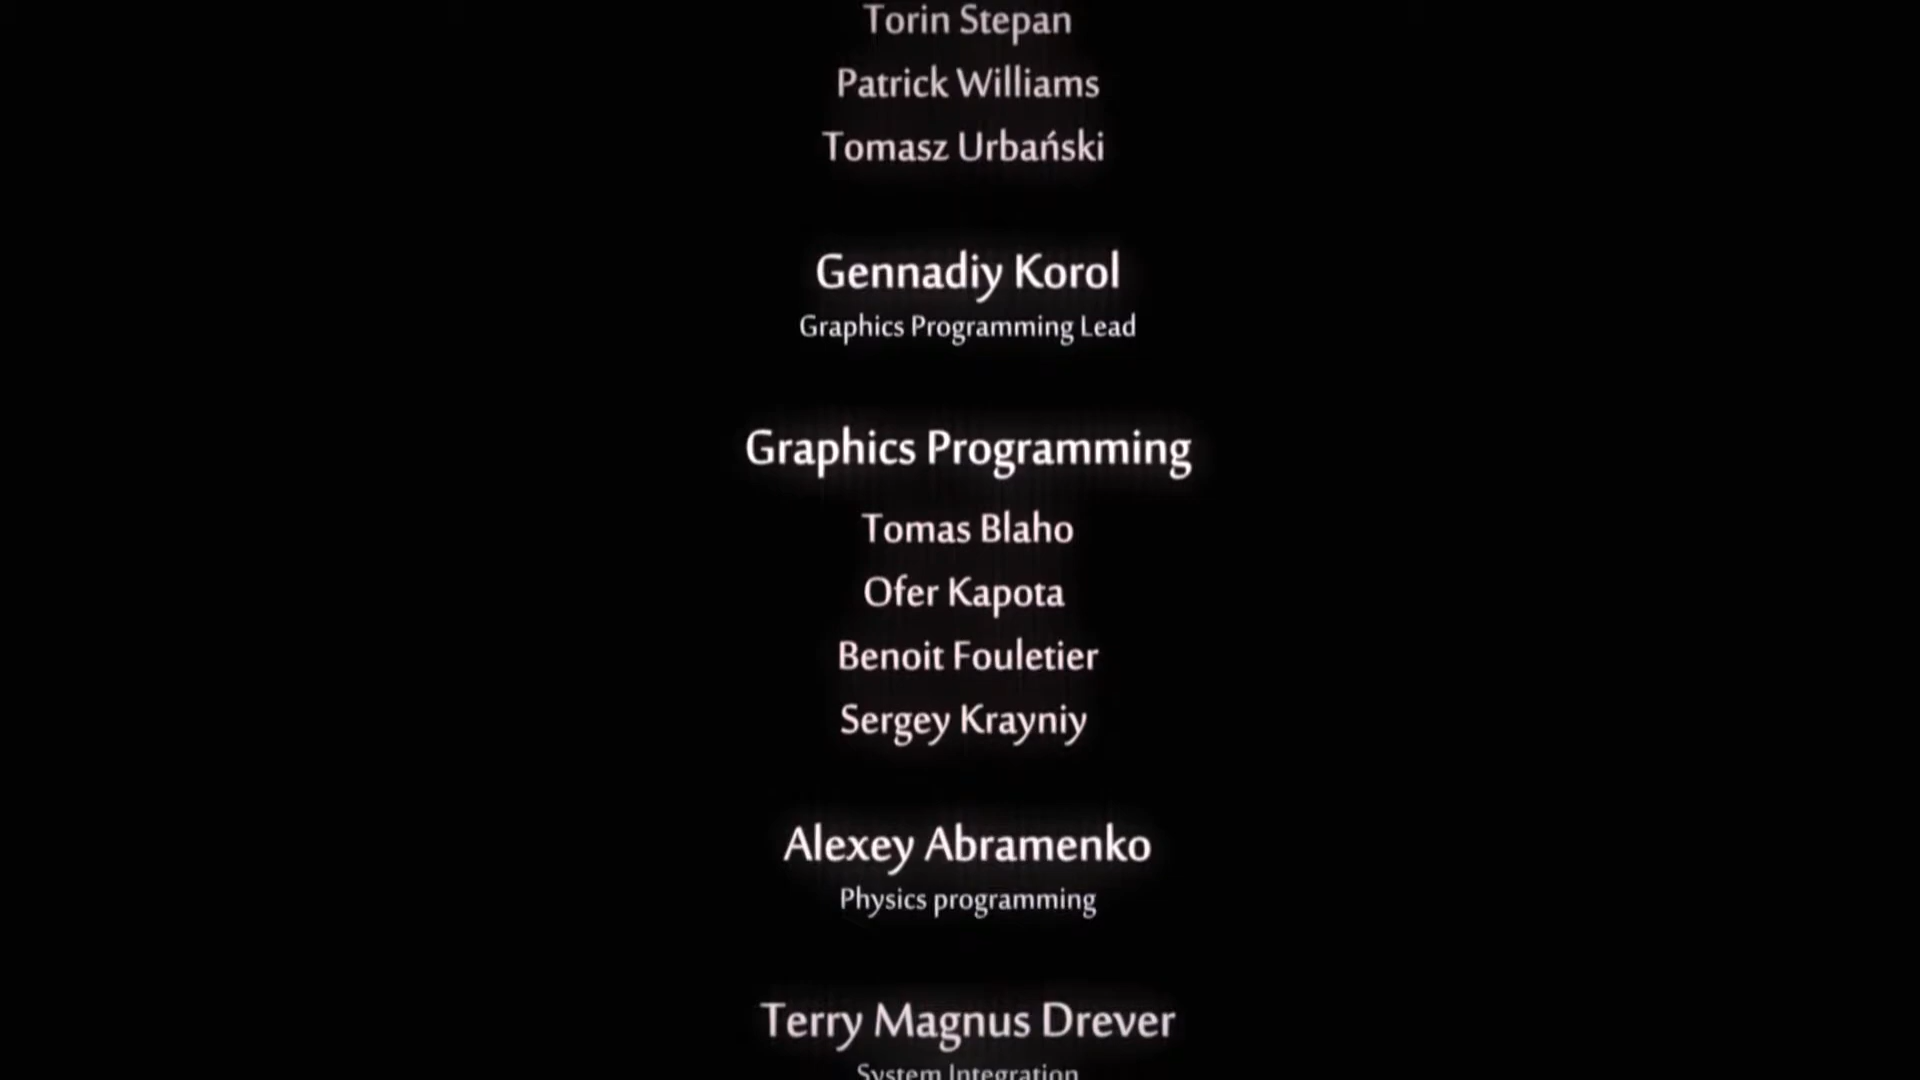 Torin Stepan
Patrick Williams
Tomasz Urbański
Gennadiy Korol
Graphics Programming Lead
Graphics Programming
Tomas Blaho
Ofer Kapota
Benoit Fouletier
Sergey Krayniy
Alexey Abramenko
Physics programming
Terry Magnus Drever
System Integration